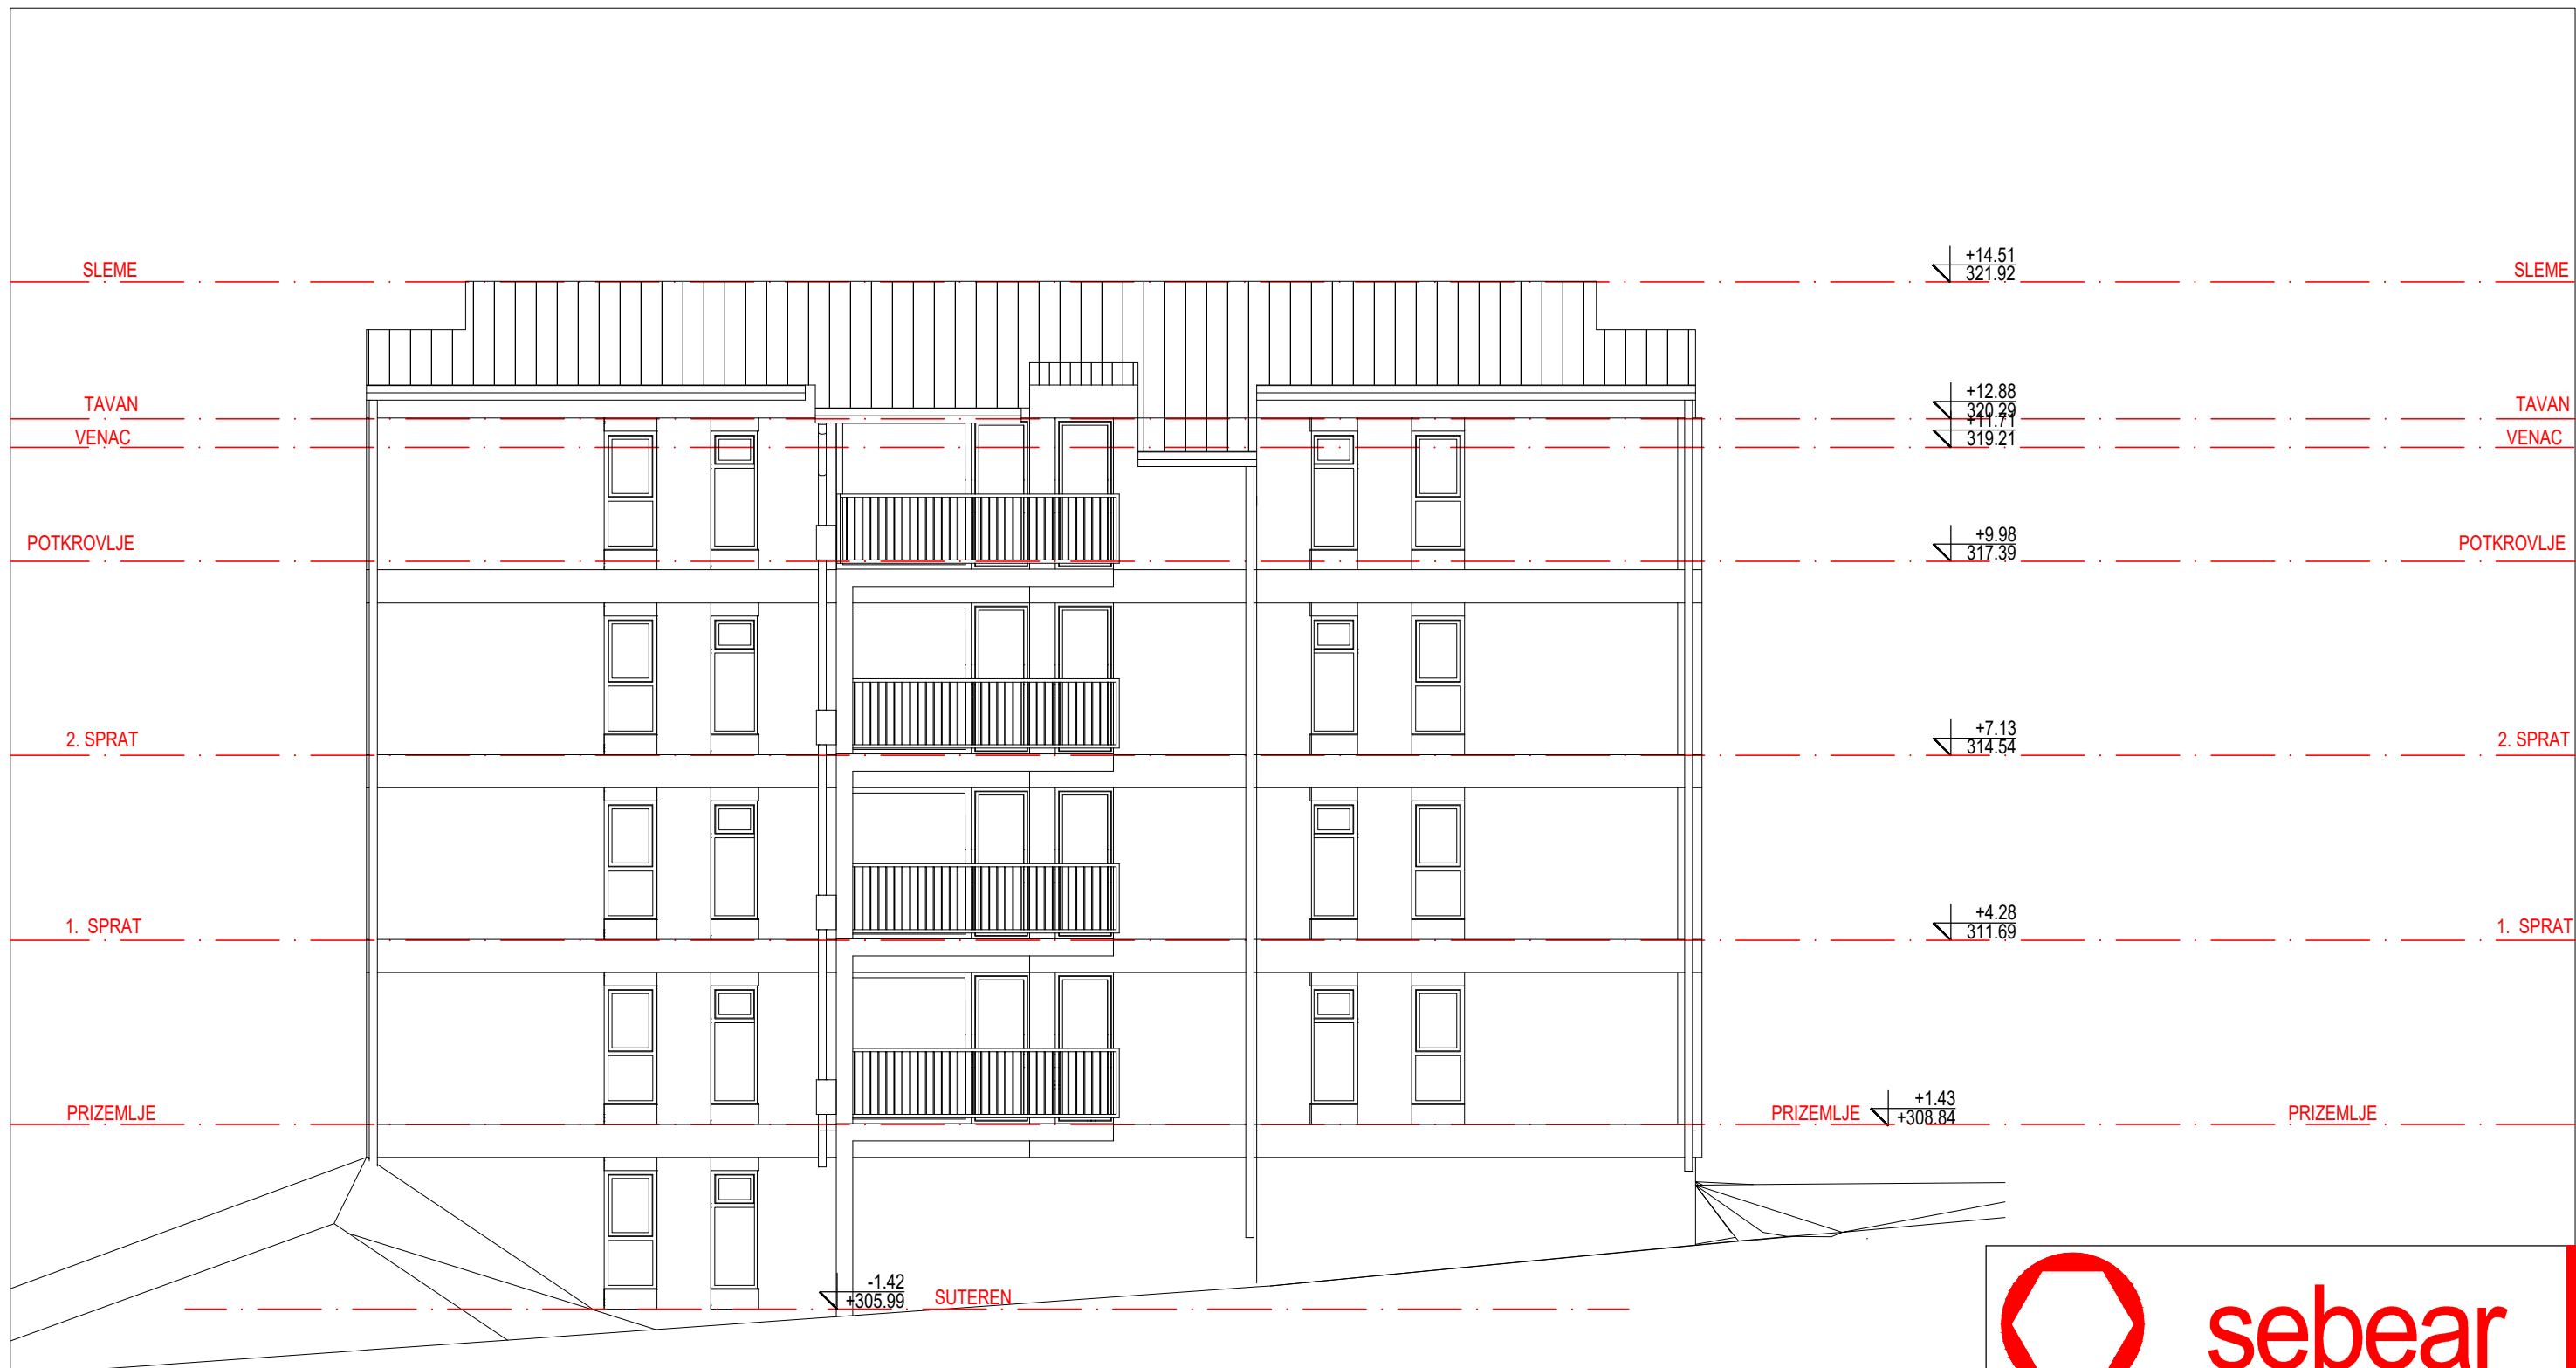 SLEME
+14.51
321.92
SLEME
TAVAN
+12.88
320.29
TAVAN
VENAC
+11.71
319.21
VENAC
POTKROVLJE
+9.98
317.39
POTKROVLJE
2. SPRAT
+7.13
314.54
2. SPRAT
1. SPRAT
+4.28
311.69
1. SPRAT
PRIZEMLJE
PRIZEMLJE
+1.43
+308.84
PRIZEMLJE
-1.42
+305.99
SUTEREN
sebear